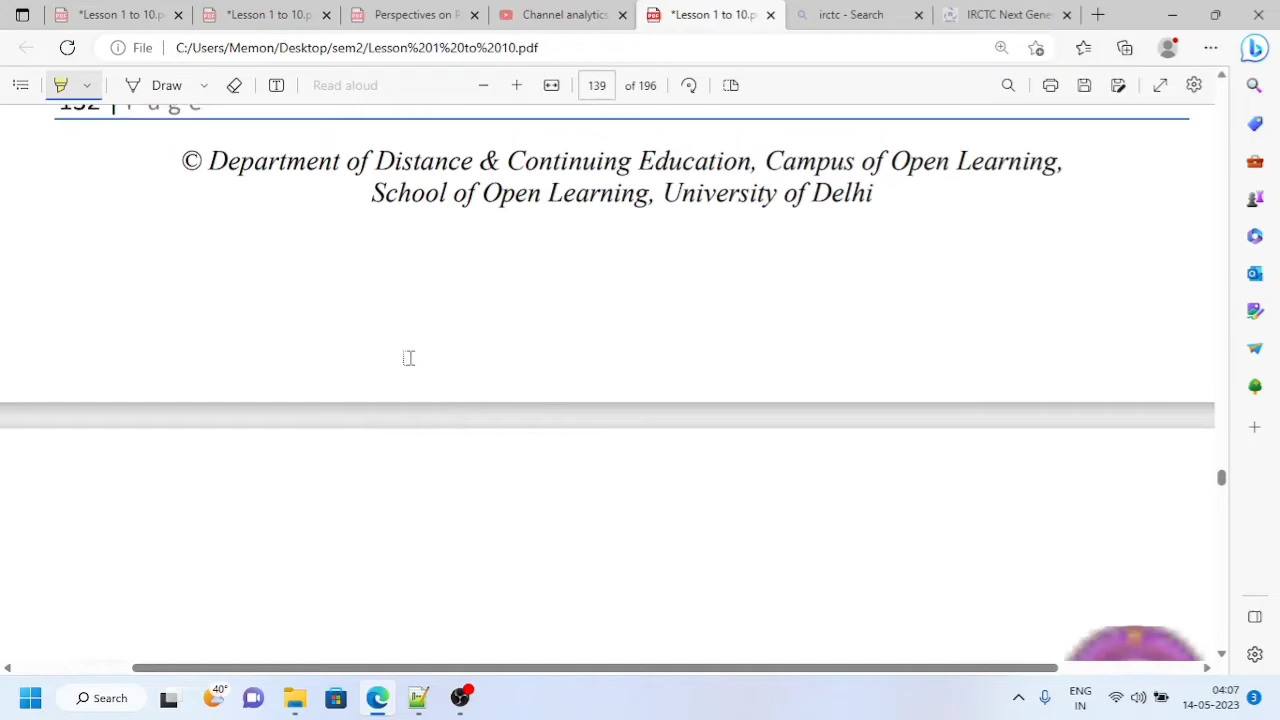 *Lesson 1 to 10.p
*Lesson 1 to 10.p
Perspectives on P
Channel analytics
*Lesson 1 to 10.p
irctc - Search
IRCTC Next Gene
File
C:/Users/Memon/Desktop/sem2/Lesson%201%20to%2010.pdf
Draw
Read aloud
139
of 196
132 | P a g e
© Department of Distance & Continuing Education, Campus of Open Learning,
School of Open Learning, University of Delhi
40°
Search
ENG
IN
04:07
14-05-2023
3